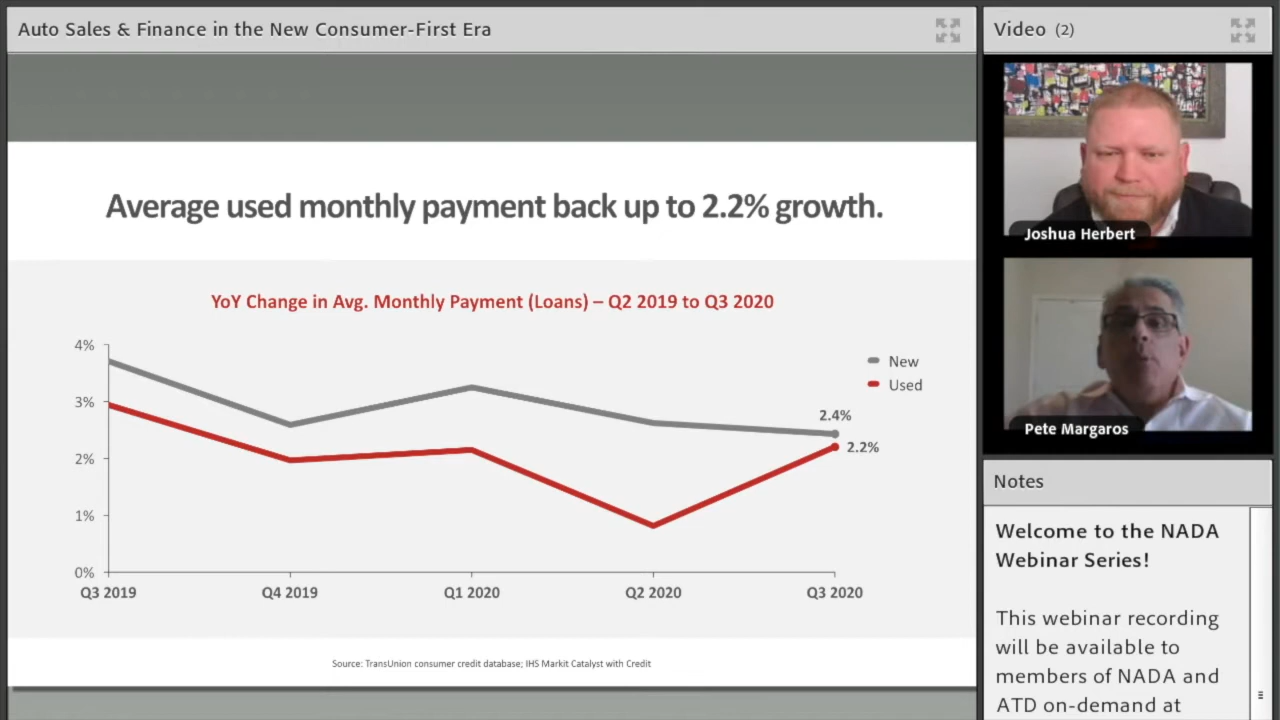 Auto Sales & Finance in the New Consumer-First Era
Average used monthly payment back up to 2.2% growth.
YoY Change in Avg. Monthly Payment (Loans) – Q2 2019 to Q3 2020
4%
3%
2%
1%
0%
New
Used
2.4%
2.2%
Q3 2019
Q4 2019
Q1 2020
Q2 2020
Q3 2020
Source: TransUnion consumer credit database; IHS Markit Catalyst with Credit
Video (2)
Joshua Herbert
Pete Margaros
Notes
Welcome to the NADA
Webinar Series!
This webinar recording
will be available to
members of NADA and
ATD on-demand at